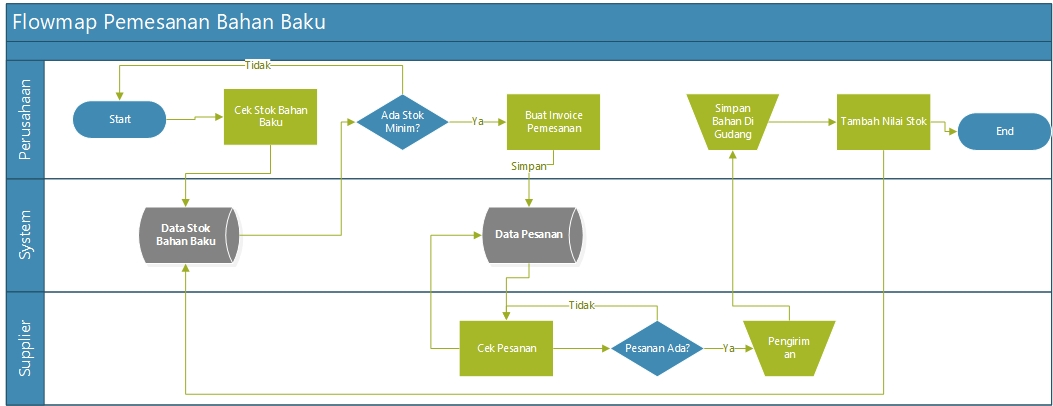 Flowmap Pemesanan Bahan Baku
Perusahaan
Tidak
Start
Cek Stok Bahan
Baku
Ada Stok
Minim?
Ya
Buat Invoice
Pemesanan
Simpan
Simpan
Bahan Di
Gudang
Tambah Nilai Stok
End
System
Data Stok
Bahan Baku
Data Pesanan
Supplier
Tidak
Cek Pesanan
Pesanan Ada?
Ya
Pengirim
an